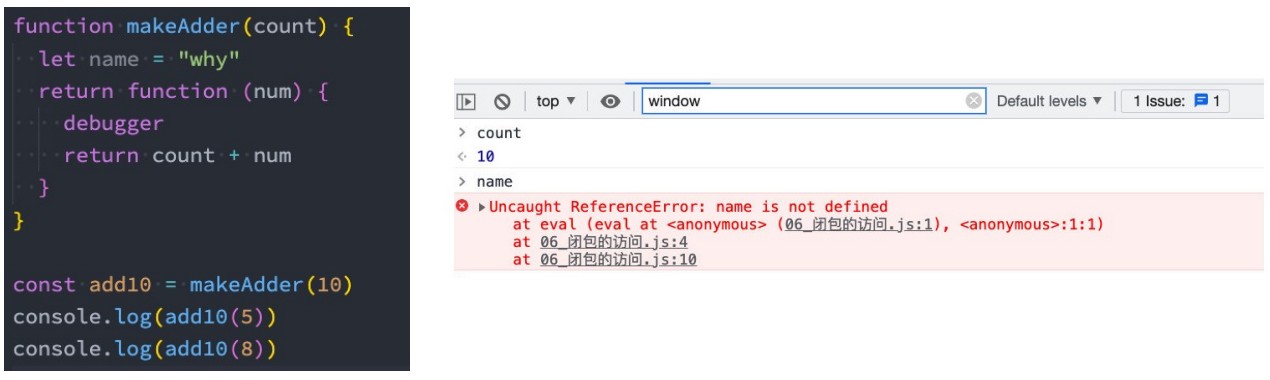 function makeAdder(count) {
  let name = "why"
  return function (num) {
    debugger
    return count + num
  }
}
const add10 = makeAdder(10)
console.log(add10(5))
console.log(add10(8))
top ▼ window Default levels ▼ 1 Issue: 1
> count
10
> name
▶Uncaught ReferenceError: name is not defined
    at eval (eval at <anonymous> (06_闭包的访问.js:1), <anonymous>:1:1)
    at 06_闭包的访问.js:4
    at 06_闭包的访问.js:10